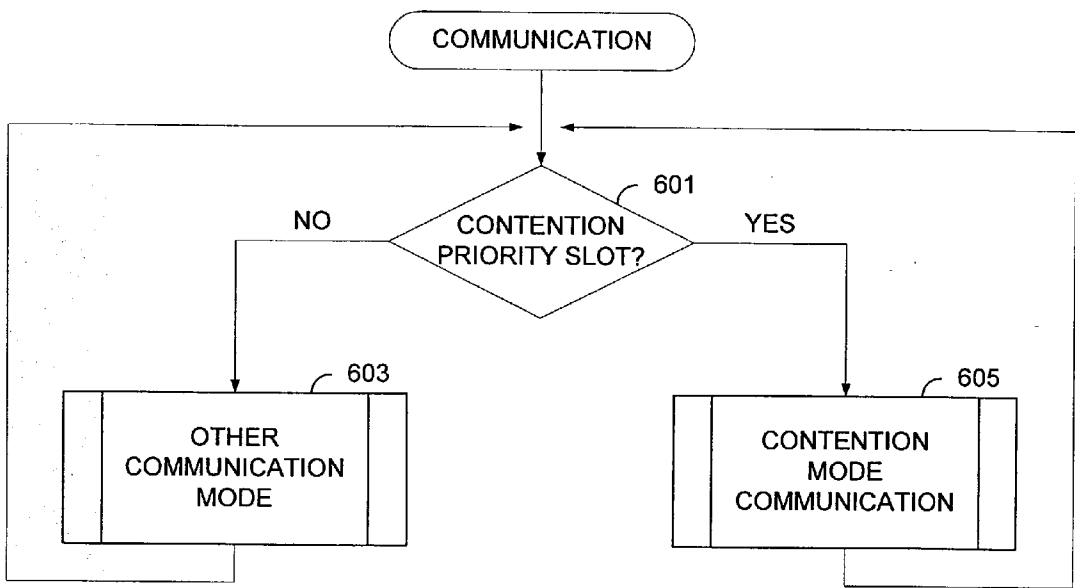 COMMUNICATION
601
CONTENTION
PRIORITY SLOT?
NO
YES
603
OTHER
COMMUNICATION
MODE
605
CONTENTION
MODE
COMMUNICATION